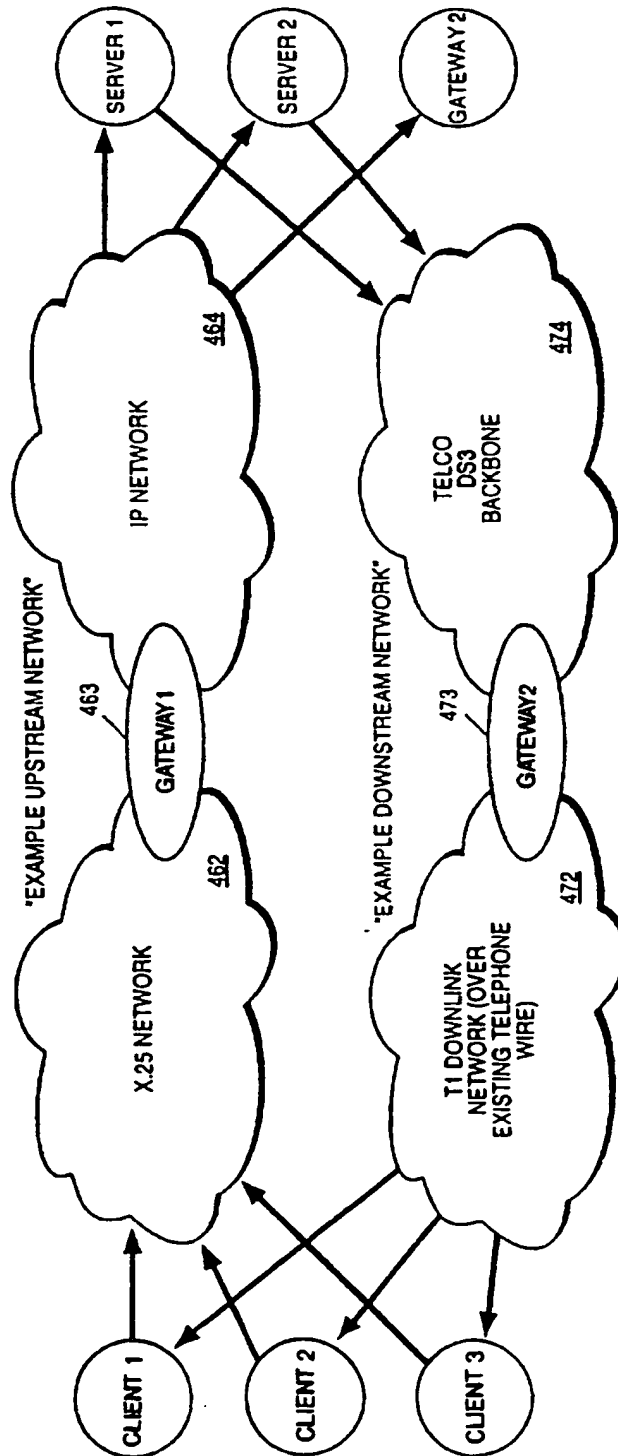 "EXAMPLE UPSTREAM NETWORK"
CLIENT 1
CLIENT 2
CLIENT 3
X.25 NETWORK
462
463
GATEWAY1
IP NETWORK
464
SERVER 1
SERVER 2
GATEWAY 2
"EXAMPLE DOWNSTREAM NETWORK"
T1 DOWNLINK
NETWORK (OVER
EXISTING TELEPHONE
WIRE)
472
473
GATEWAY2
TELCO
DS3
BACKBONE
474